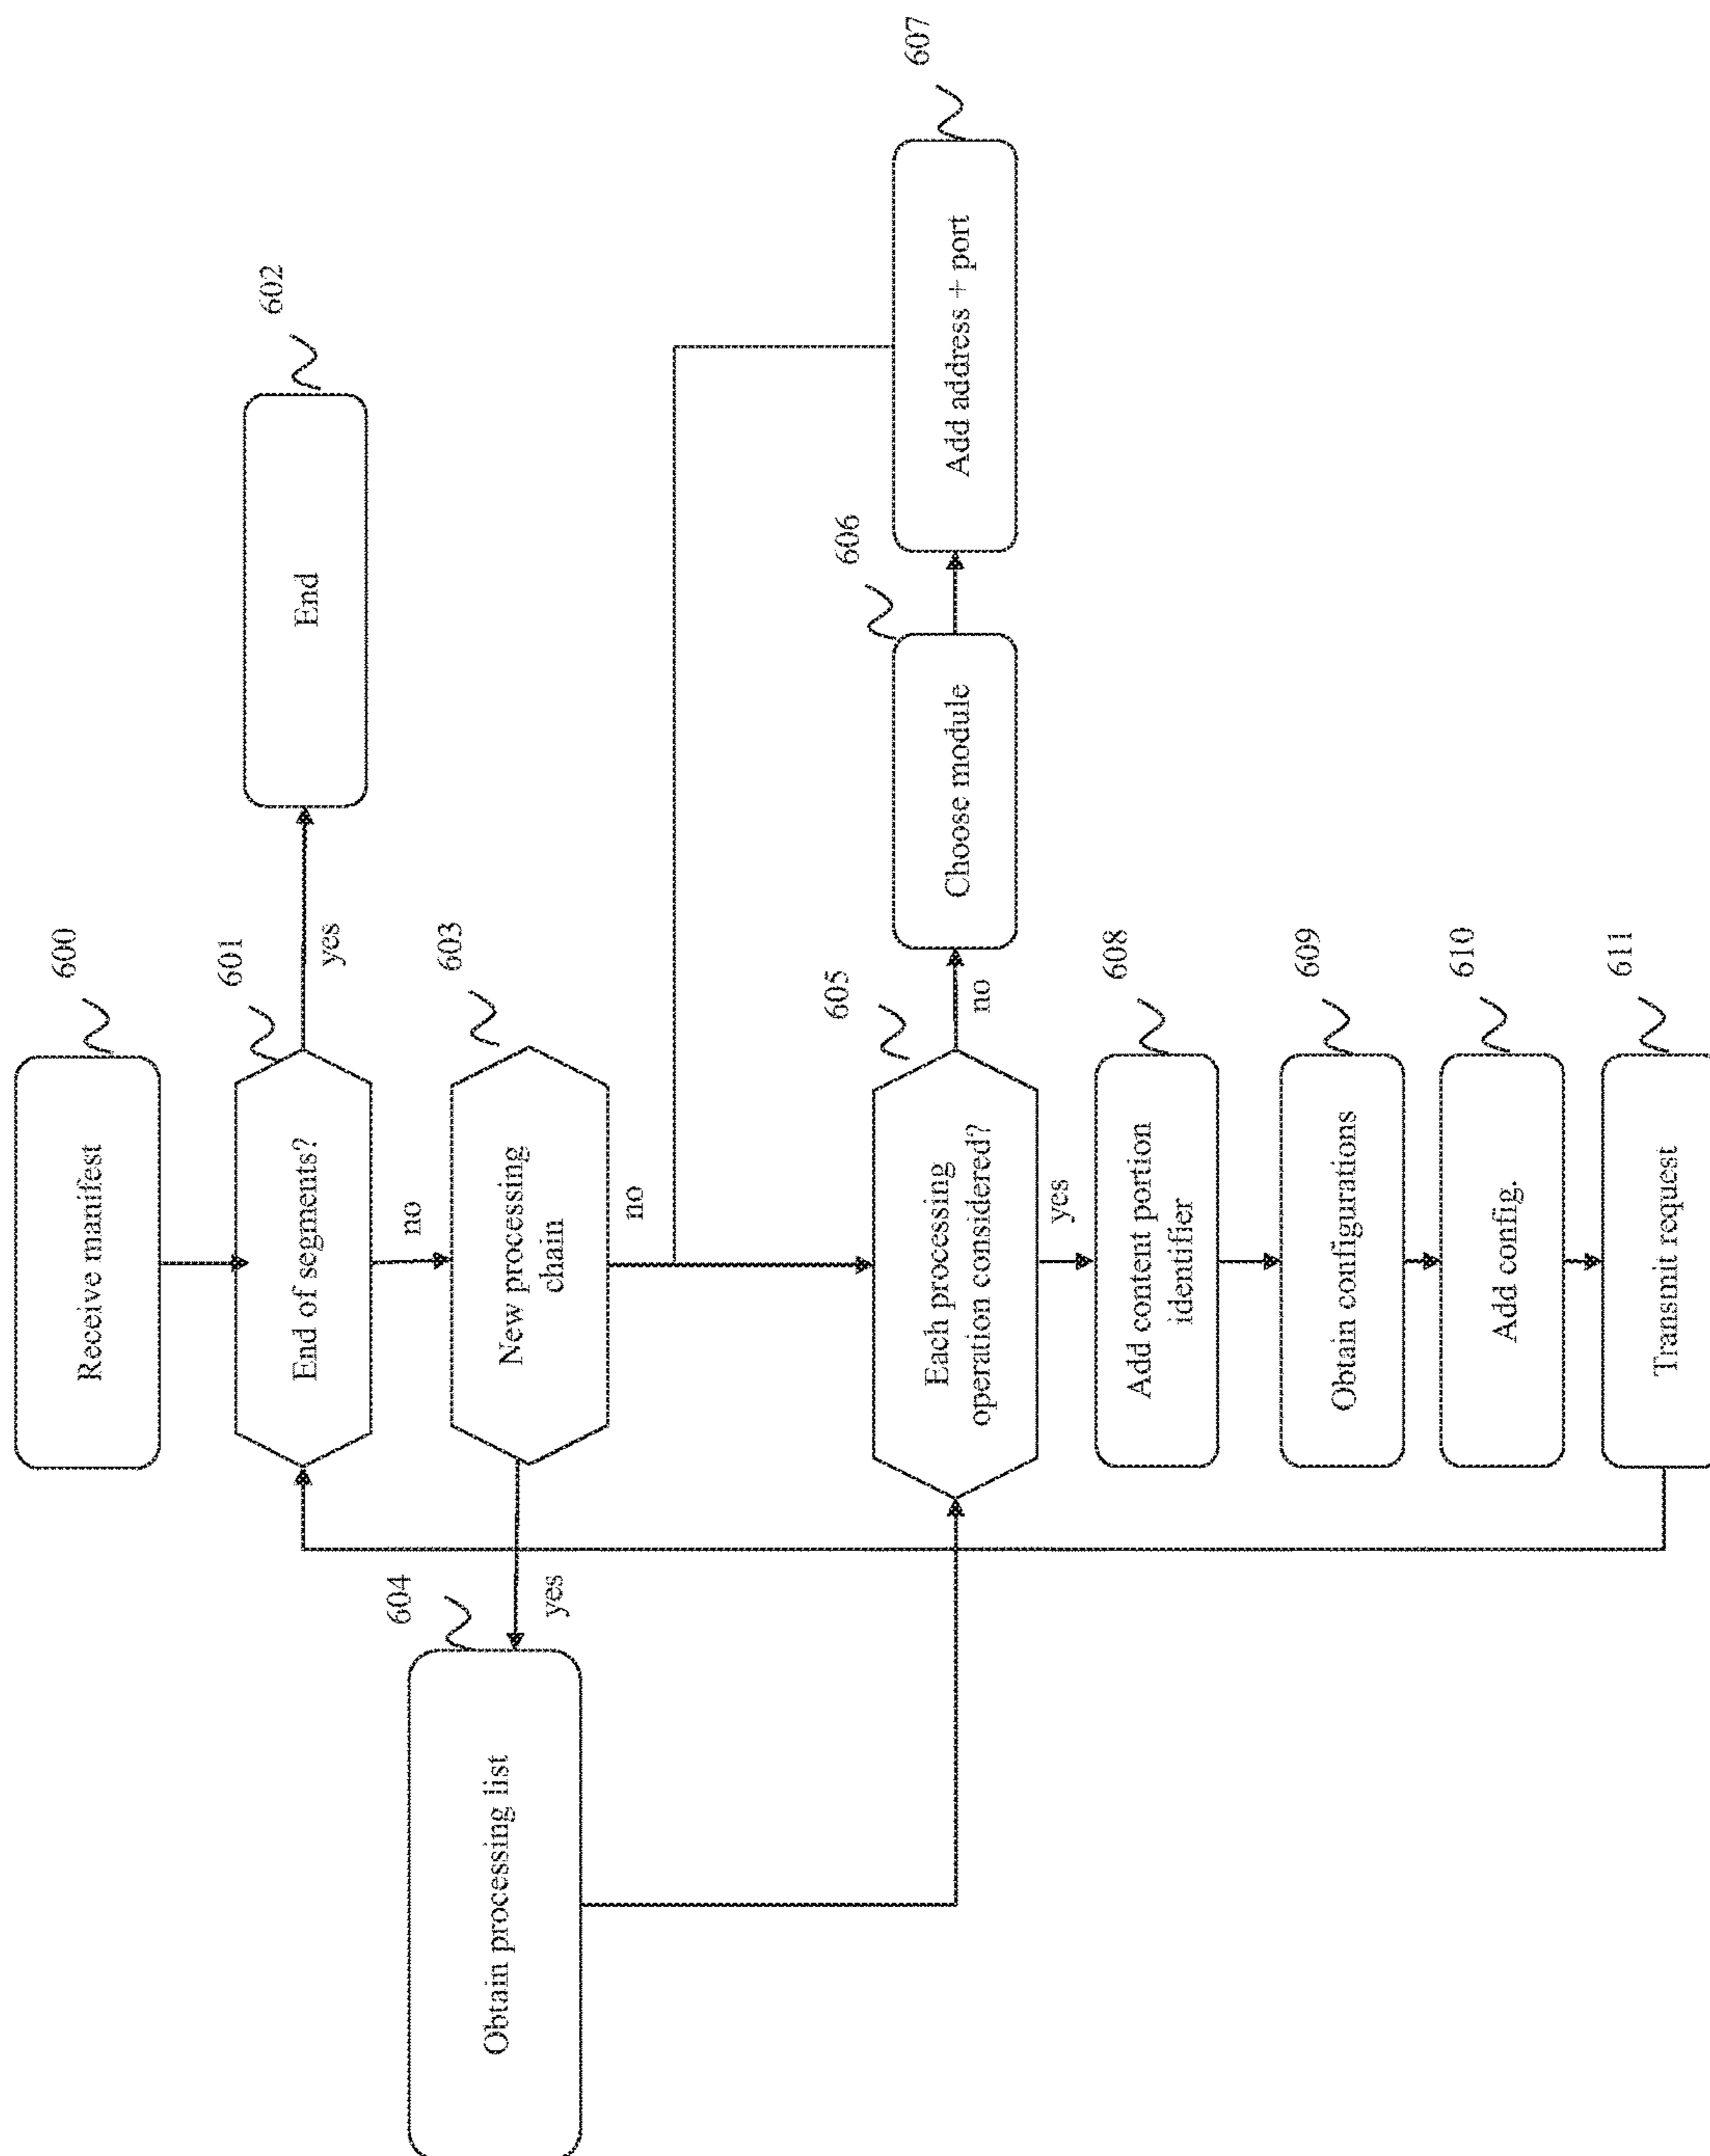 Receive manifest
600
End of segments?
601
yes
End
602
no
New processing
chain
603
no
yes
604
Obtain processing list
Each processing
operation considered?
605
no
Choose module
606
Add address + port
607
yes
Add content portion
identifier
608
Obtain configurations
609
Add config.
610
Transmit request
611